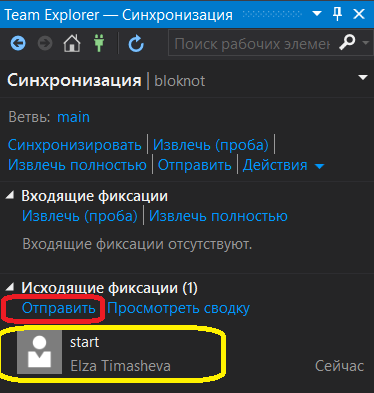 Team Explorer — Синхронизация
Поиск рабочих элемен
Синхронизация | bloknot
Ветвь: main
Синхронизировать | Извлечь (проба) |
Извлечь полностью | Отправить | Действия
Входящие фиксации
Извлечь (проба) | Извлечь полностью
Входящие фиксации отсутствуют.
Исходящие фиксации (1)
Отправить Просмотреть сводку
start
Elza Timasheva Сейчас